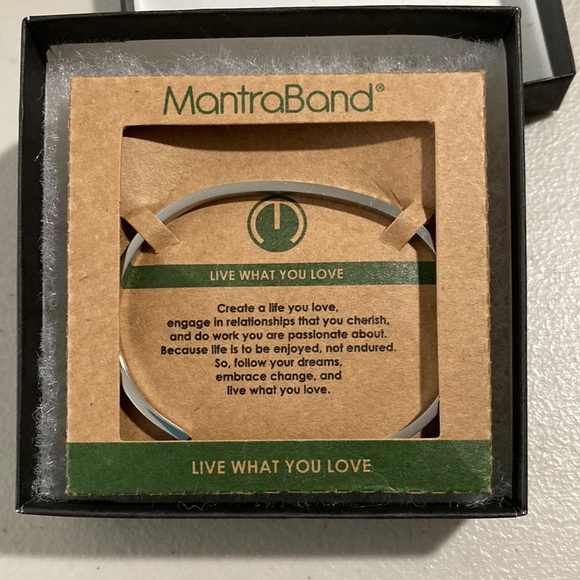 MantraBand®
LIVE WHAT YOU LOVE
Create a life you love,
engage in relationships that you cherish,
and do work you are passionate about.
Because life is to be enjoyed, not endured.
So, follow your dreams,
embrace change, and
live what you love.
LIVE WHAT YOU LOVE